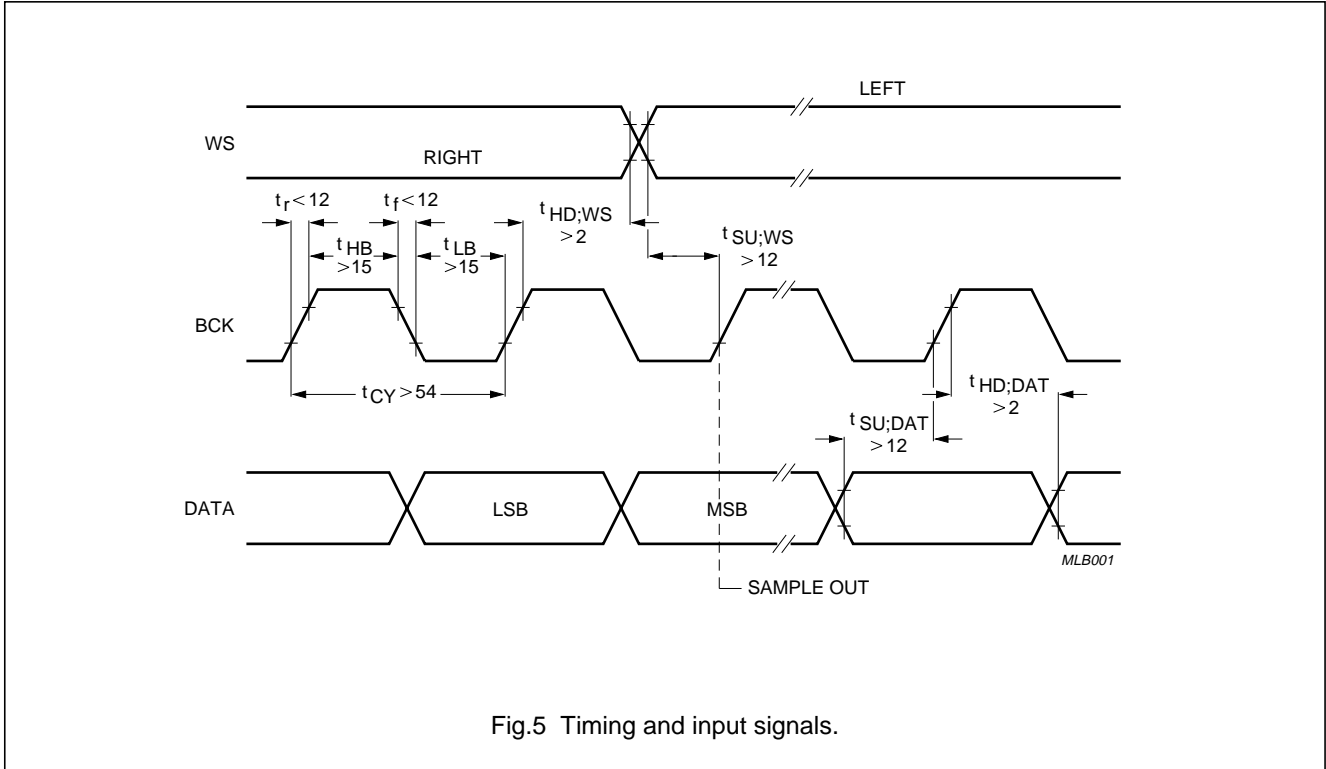 LEFT
WS
RIGHT
t r < 12
t f < 12
t HD;WS
>2
t HB
>15
t LB
>15
t SU;WS
>12
BCK
t CY > 54
t HD;DAT
>2
t SU;DAT
>12
DATA
LSB
MSB
MLB001
SAMPLE OUT
Fig.5 Timing and input signals.